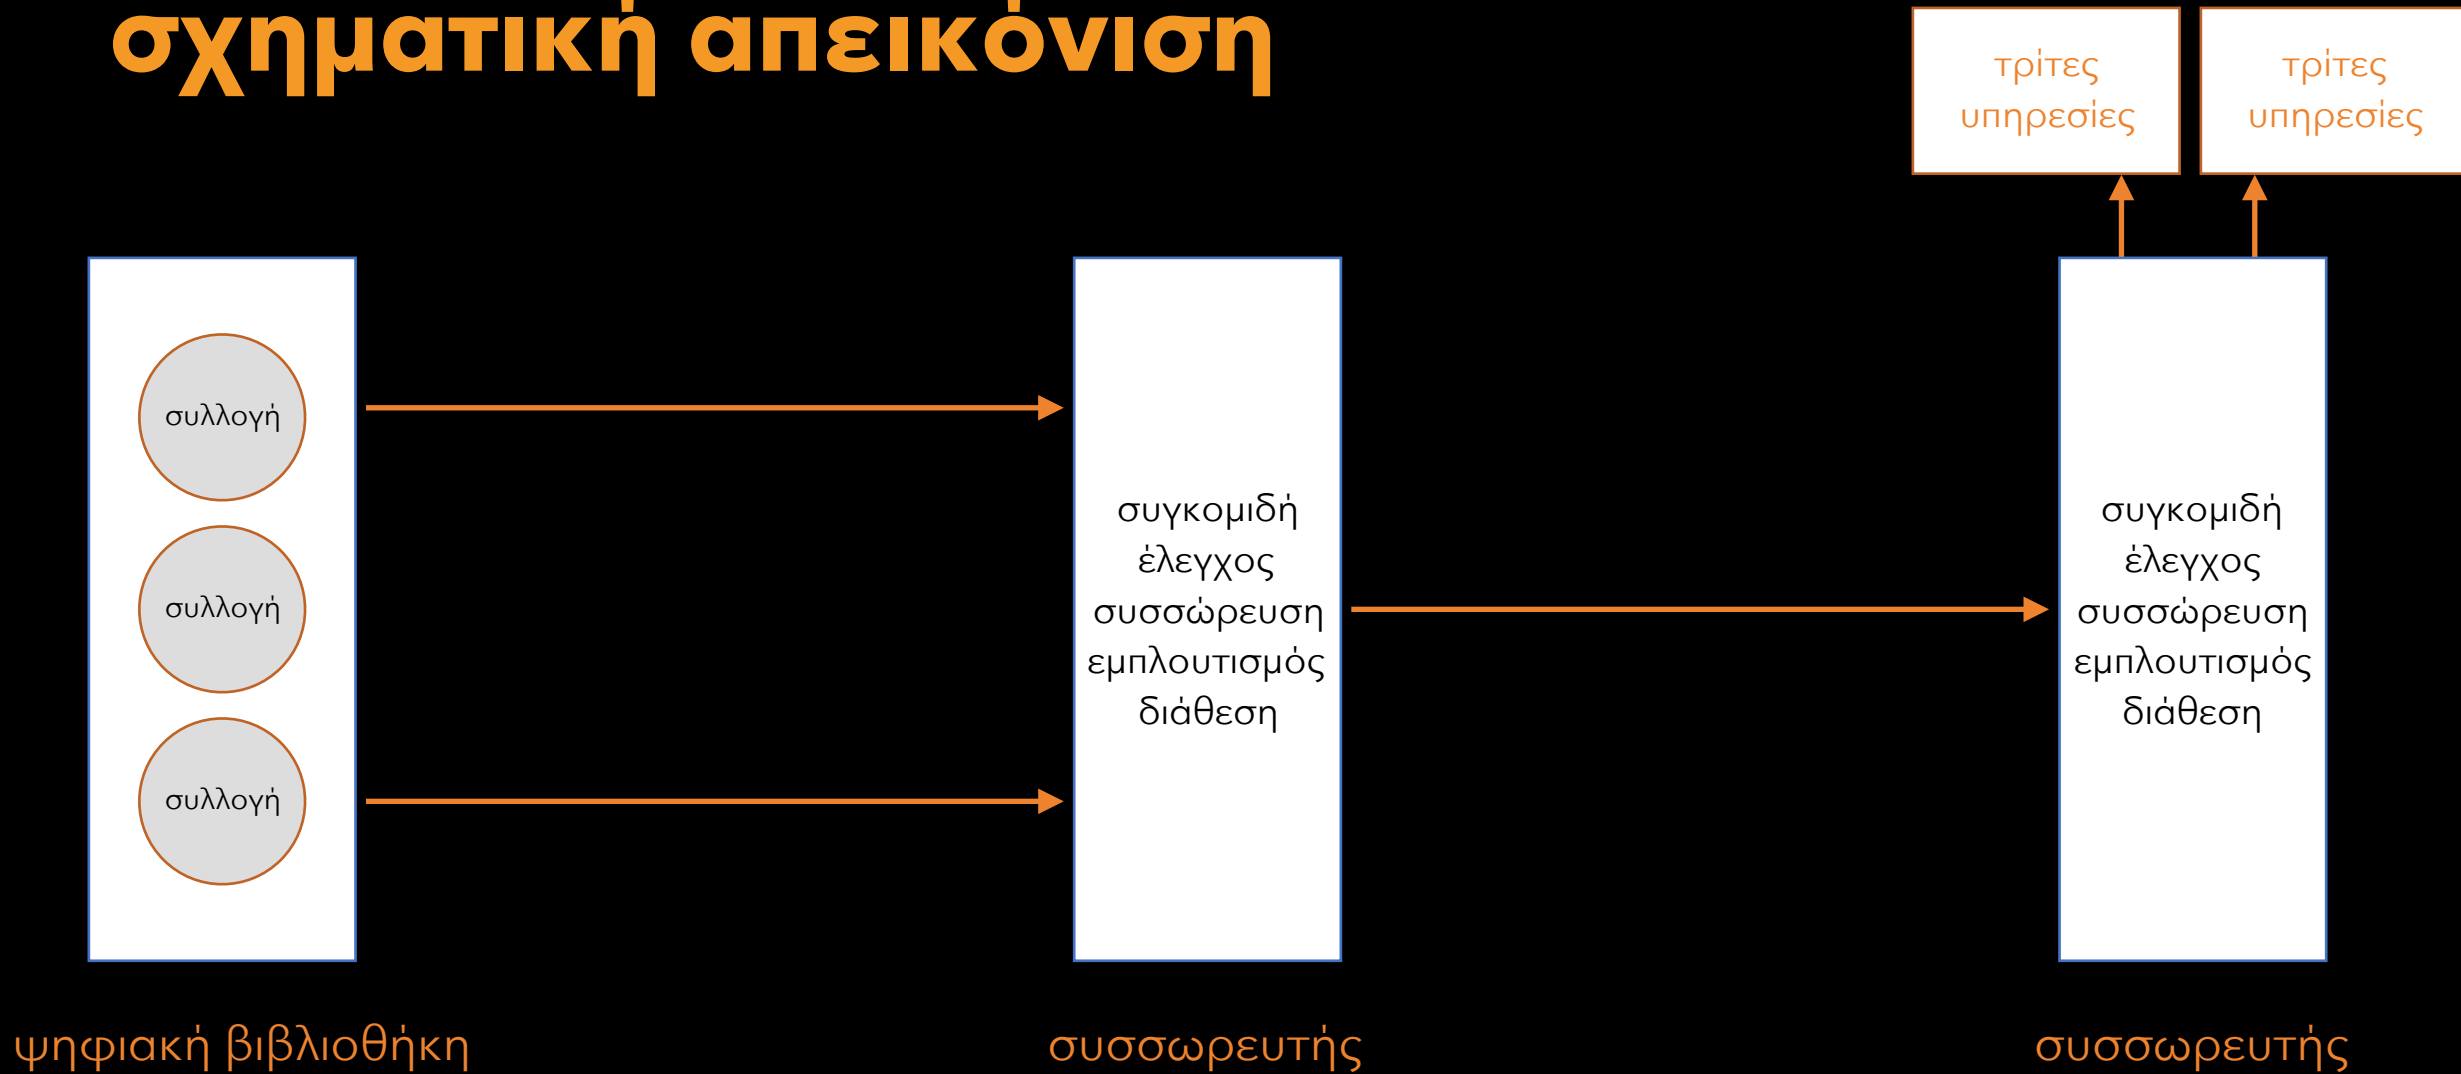 σχηματική απεικόνιση
τρίτες
υπηρεσίες
τρίτες
υπηρεσίες
συλλογή
συλλογή
συλλογή
συγκομιδή
έλεγχος
συσσώρευση
εμπλουτισμός
διάθεση
συγκομιδή
έλεγχος
συσσώρευση
εμπλουτισμός
διάθεση
ψηφιακή βιβλιοθήκη
συσσωρευτής
συσσωρευτής